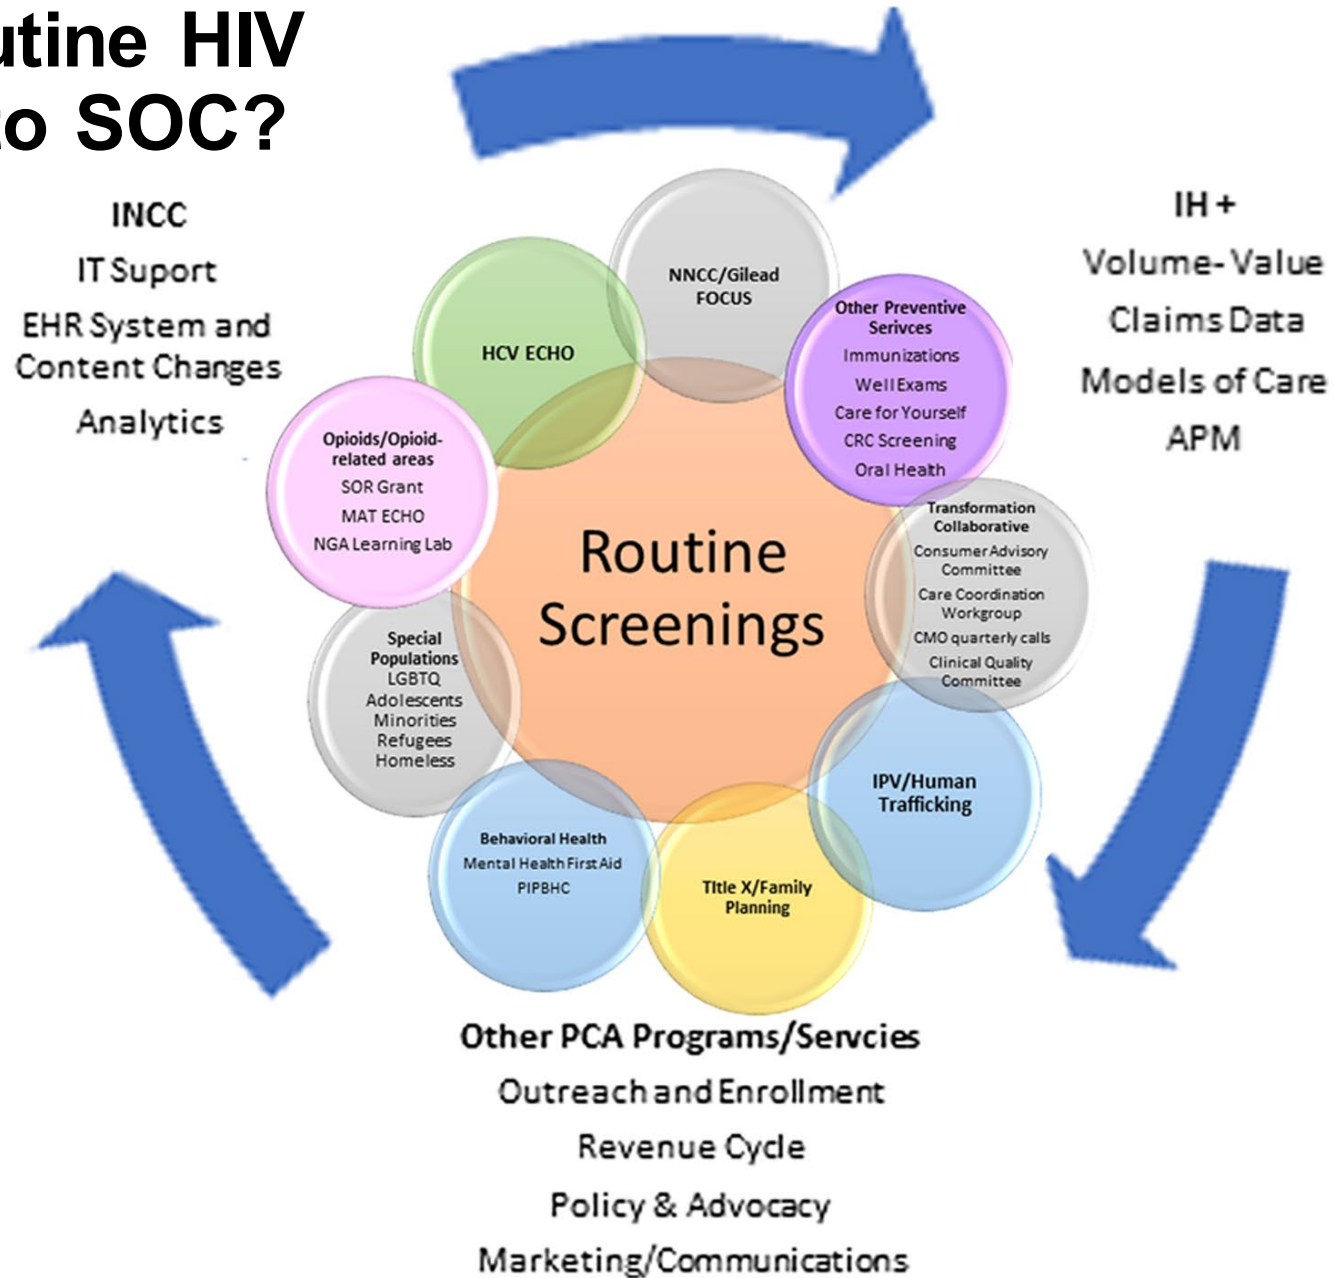 utine HIV
to SOC?
INCC
IT Suport
EHR System and
Content Changes
Analytics
IH +
Volume- Value
Claims Data
Models of Care
APM
NNCC/Gilead
FOCUS
Other Preventive
Serivces
Immunizations
Well Exams
Care for Yourself
CRC Screening
Oral Health
Transformation
Collaborative
Consumer Advisory
Committee
Care Coordination
Workgroup
CMO quarterly calls
Clinical Quality
Committee
IPV/Human
Trafficking
TItle X/Family
Planning
Behavioral Health
Mental Health First Aid
PIPBHC
Special
Populations
LGBTQ
Adolescents
Minorities
Refugees
Homeless
Opioids/Opioid-
related areas
SOR Grant
MAT ECHO
NGA Learning Lab
HCV ECHO
Routine
Screenings
Other PCA Programs/Servcies
Outreach and Enrollment
Revenue Cycle
Policy & Advocacy
Marketing/Communications